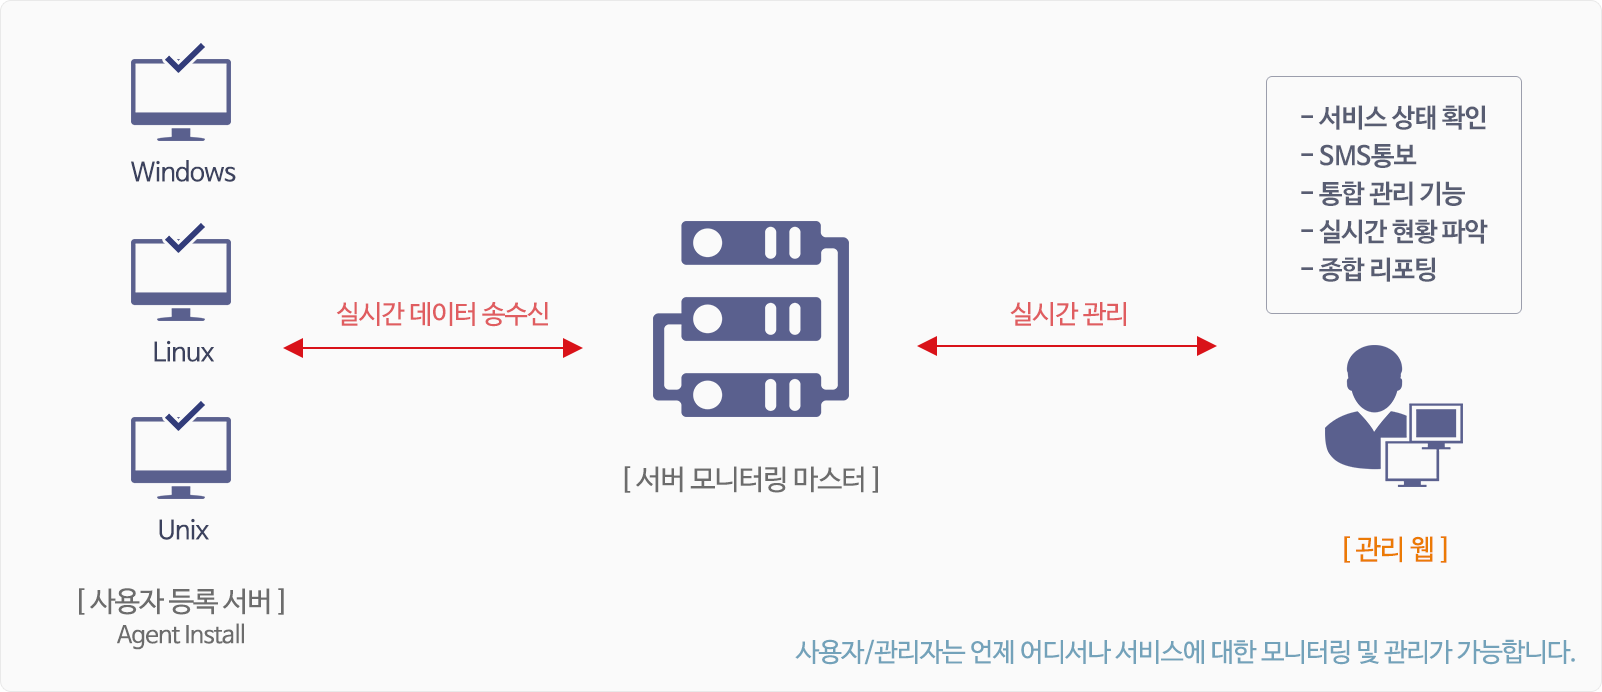 Windows
Linux
Unix
[ 사용자 등록 서버 ]
Agent Install
실시간 데이터 송수신
[ 서버 모니터링 마스터 ]
실시간 관리
- 서비스 상태 확인
- SMS통보
- 통합 관리 기능
- 실시간 현황 파악
- 종합 리포팅
[ 관리 웹 ]
사용자/관리자는 언제 어디서나 서비스에 대한 모니터링 및 관리가 가능합니다.